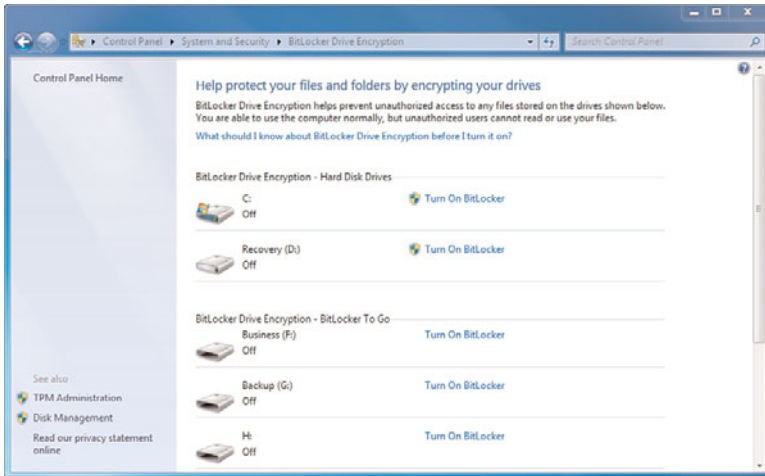 Control Panel ▸ System and Security ▸ BitLocker Drive Encryption
Search Control Panel
Control Panel Home
Help protect your files and folders by encrypting your drives
BitLocker Drive Encryption helps prevent unauthorized access to any files stored on the drives shown below.
You are able to use the computer normally, but unauthorized users cannot read or use your files.
What should I know about BitLocker Drive Encryption before I turn it on?
BitLocker Drive Encryption - Hard Disk Drives
C: Turn On BitLocker
Off
Recovery (D:) Turn On BitLocker
Off
BitLocker Drive Encryption - BitLocker To Go
Business (F:) Turn On BitLocker
Off
Backup (G:) Turn On BitLocker
Off
H: Turn On BitLocker
Off
See also
TPM Administration
Disk Management
Read our privacy statement
online